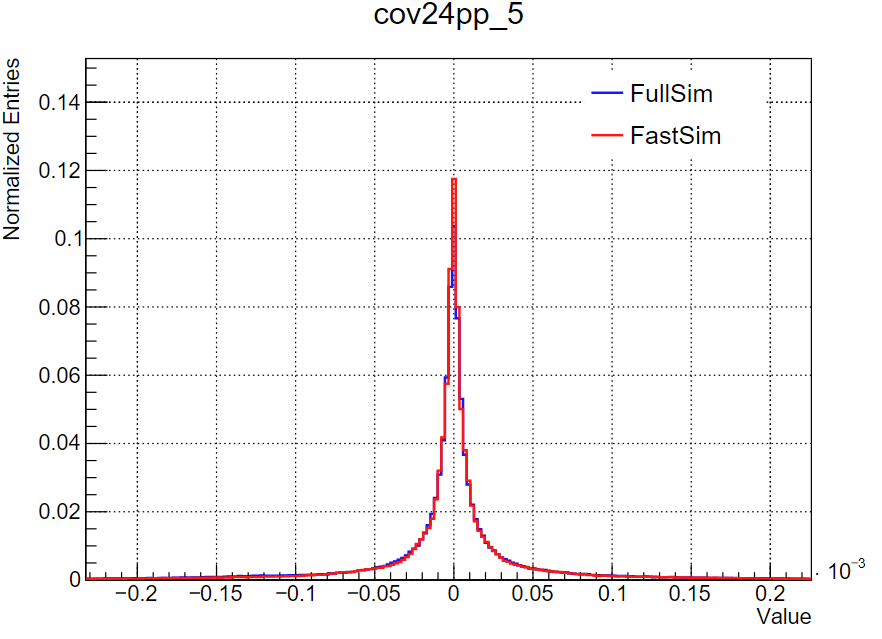 cov24pp_5
Normalized Entries
FullSim
FastSim
0.14
0.12
0.1
0.08
0.06
0.04
0.02
0
−0.2 −0.15 −0.1 −0.05 0 0.05 0.1 0.15 0.2
· 10⁻³
Value